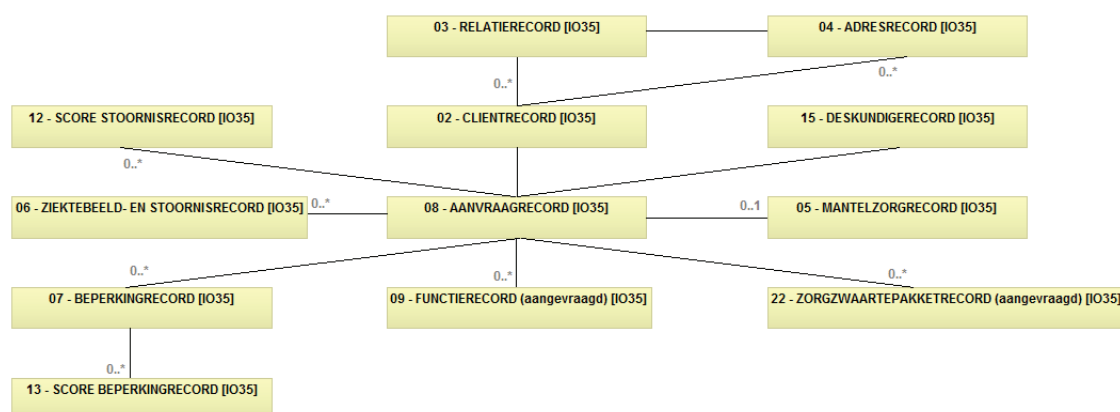 03 - RELATIERECORD [IO35]
04 - ADRESRECORD [IO35]
0..*
0..*
12 - SCORE STOORNISRECORD [IO35]
02 - CLIENTRECORD [IO35]
15 - DESKUNDIGERECORD [IO35]
0..*
06 - ZIEKTEBEELD- EN STOORNISRECORD [IO35]
0..*
08 - AANVRAAGRECORD [IO35]
0..1
05 - MANTELZORGRECORD [IO35]
0..*
0..*
0..*
07 - BEPERKINGRECORD [IO35]
09 - FUNCTIERECORD (aangevraagd) [IO35]
22 - ZORGZWAARTEPAKKETRECORD (aangevraagd) [IO35]
0..*
13 - SCORE BEPERKINGRECORD [IO35]